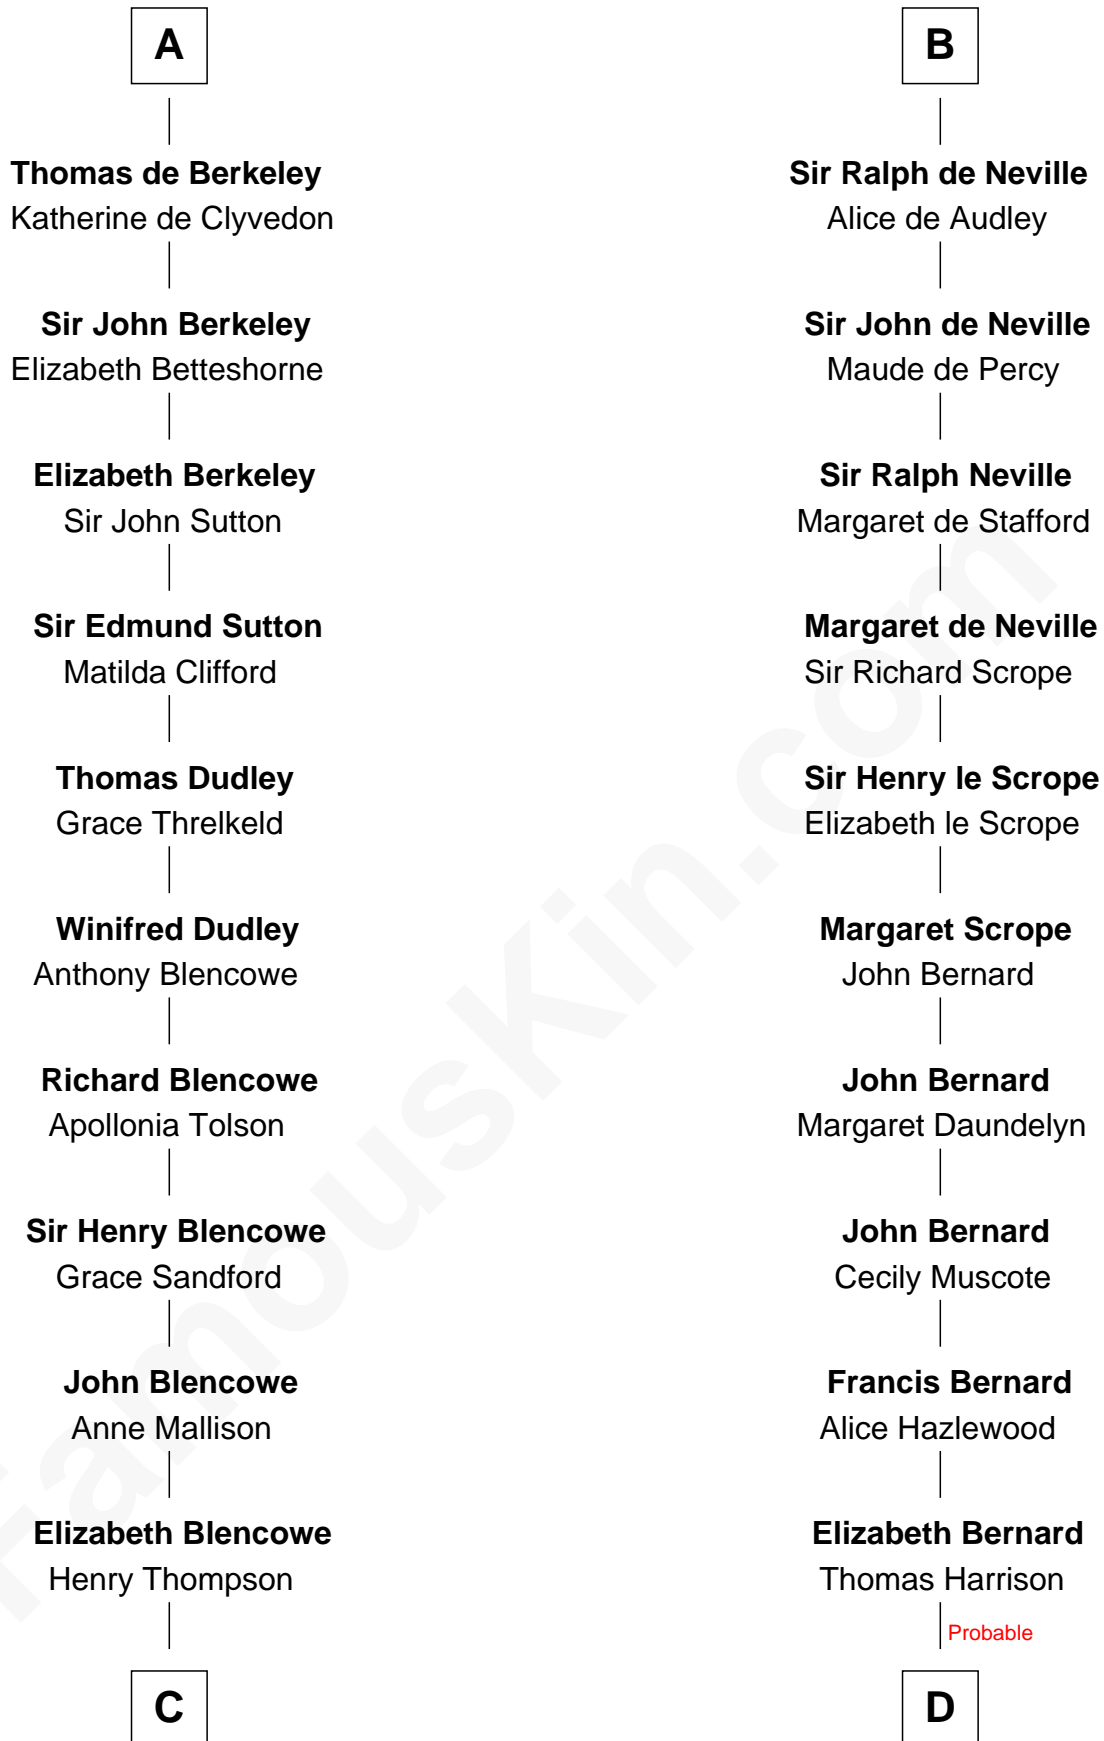 A
Thomas de Berkeley
Katherine de Clyvedon
Sir John Berkeley
Elizabeth Betteshorne
Elizabeth Berkeley
Sir John Sutton
Sir Edmund Sutton
Matilda Clifford
Thomas Dudley
Grace Threlkeld
Winifred Dudley
Anthony Blencowe
Richard Blencowe
Apollonia Tolson
Sir Henry Blencowe
Grace Sandford
John Blencowe
Anne Mallison
Elizabeth Blencowe
Henry Thompson
C
B
Sir Ralph de Neville
Alice de Audley
Sir John de Neville
Maude de Percy
Sir Ralph Neville
Margaret de Stafford
Margaret de Neville
Sir Richard Scrope
Sir Henry le Scrope
Elizabeth le Scrope
Margaret Scrope
John Bernard
John Bernard
Margaret Daundelyn
John Bernard
Cecily Muscote
Francis Bernard
Alice Hazlewood
Elizabeth Bernard
Thomas Harrison
Probable
D
FamousKin.com